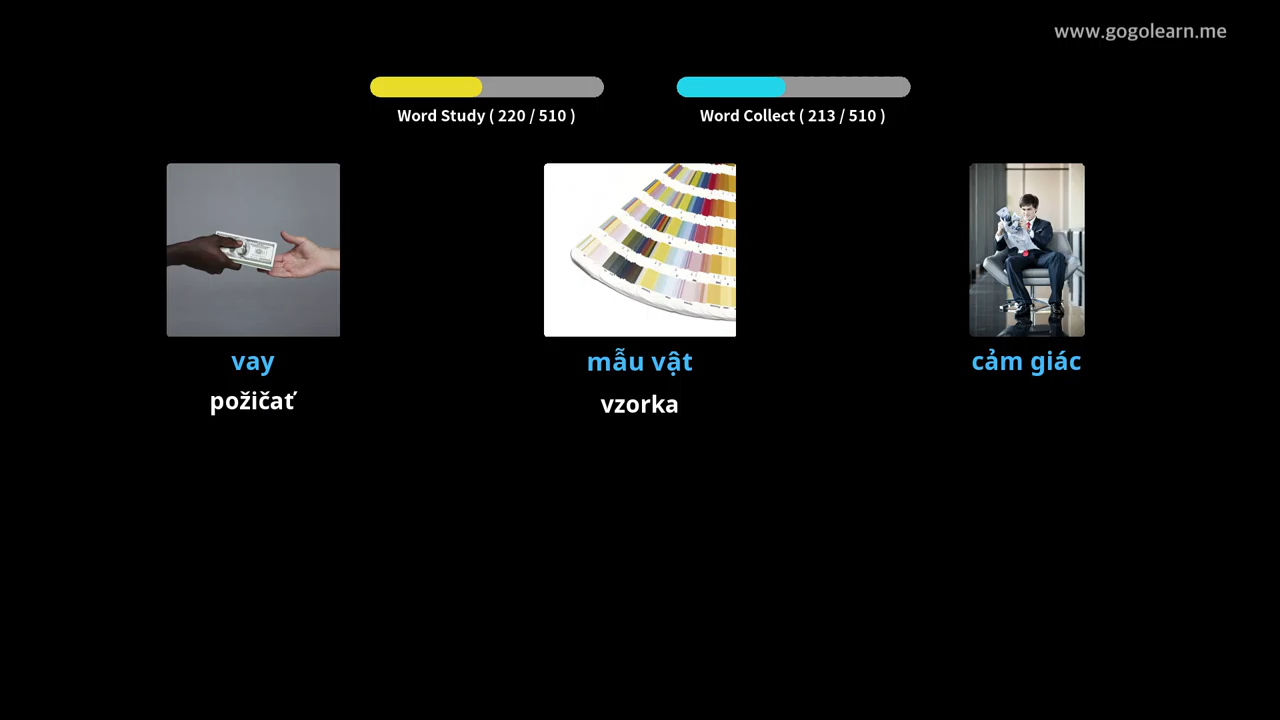 www.gogolearn.me
Word Study ( 220 / 510 )
Word Collect ( 213 / 510 )
vay
mẫu vật
cảm giác
požičať
vzorka